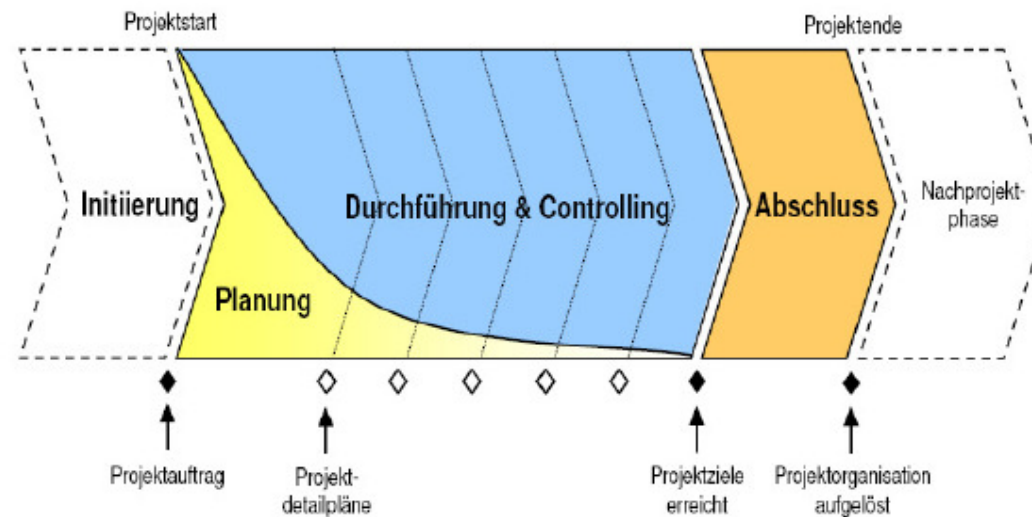 Projektstart
Projektende
Initiierung
Durchführung & Controlling
Abschluss
Nachprojekt-
phase
Planung
Projektauftrag
Projekt-
detailpläne
Projektziele
erreicht
Projektorganisation
aufgelöst